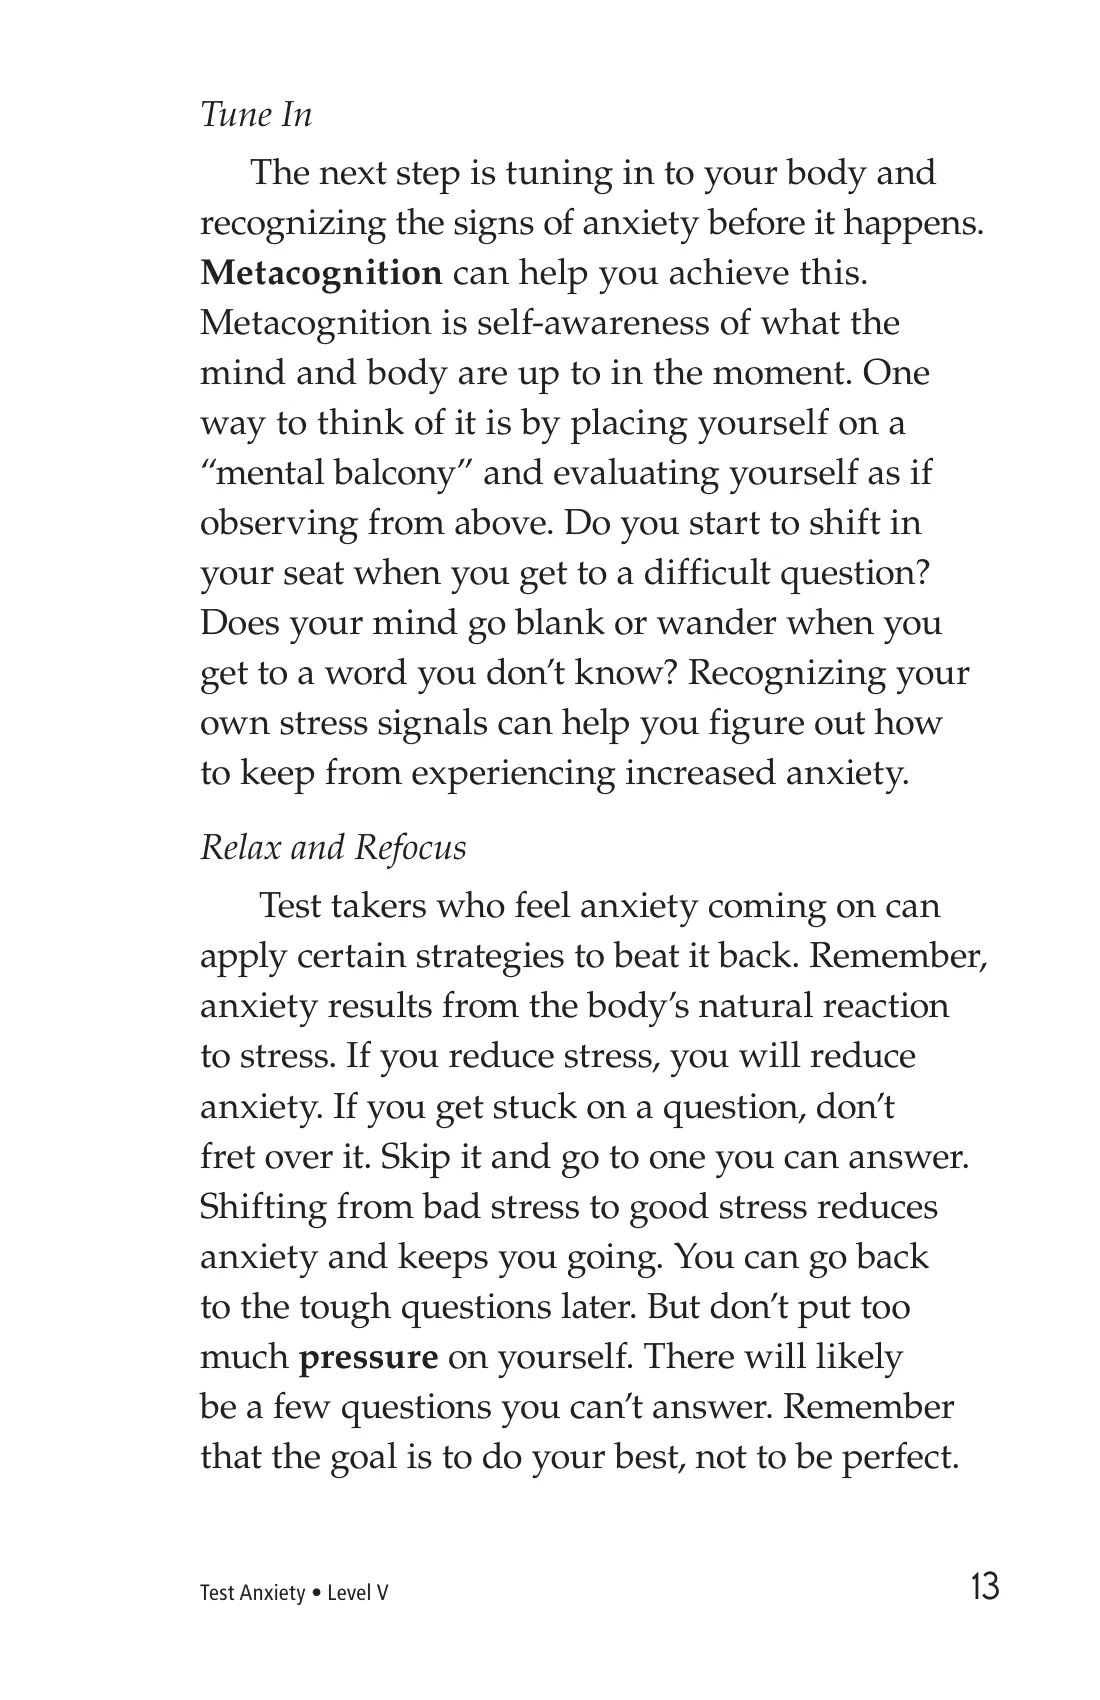 Tune In
The next step is tuning in to your body and
recognizing the signs of anxiety before it happens.
Metacognition can help you achieve this.
Metacognition is self-awareness of what the
mind and body are up to in the moment. One
way to think of it is by placing yourself on a
“mental balcony” and evaluating yourself as if
observing from above. Do you start to shift in
your seat when you get to a difficult question?
Does your mind go blank or wander when you
get to a word you don’t know? Recognizing your
own stress signals can help you figure out how
to keep from experiencing increased anxiety.
Relax and Refocus
Test takers who feel anxiety coming on can
apply certain strategies to beat it back. Remember,
anxiety results from the body’s natural reaction
to stress. If you reduce stress, you will reduce
anxiety. If you get stuck on a question, don’t
fret over it. Skip it and go to one you can answer.
Shifting from bad stress to good stress reduces
anxiety and keeps you going. You can go back
to the tough questions later. But don’t put too
much pressure on yourself. There will likely
be a few questions you can’t answer. Remember
that the goal is to do your best, not to be perfect.
Test Anxiety • Level V
13